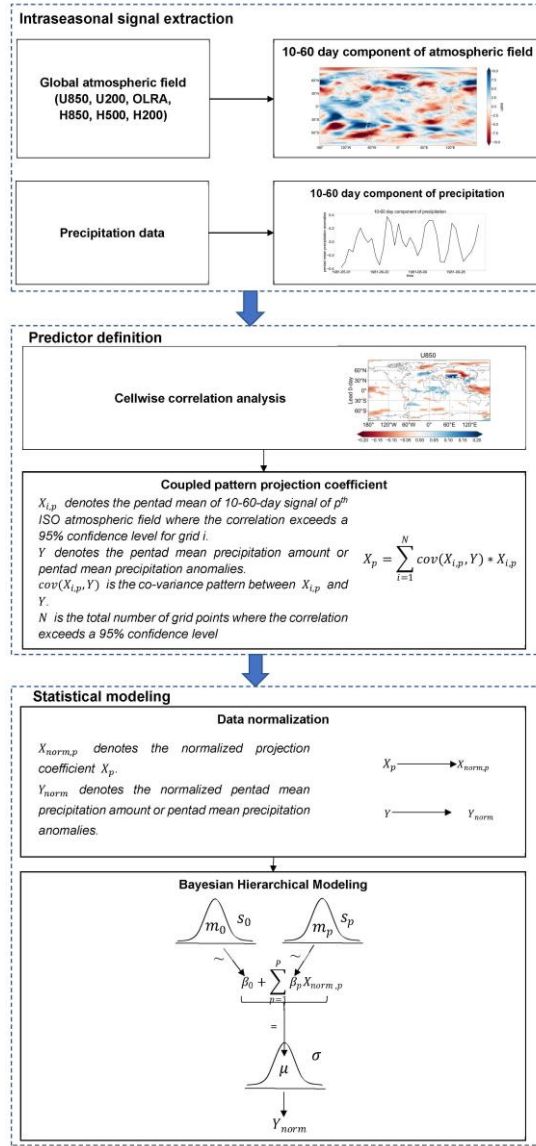 Intraseasonal signal extraction
Global atmospheric field
(U850, U200, OLRA,
H850, H500, H200)
10-60 day component of atmospheric field
Precipitation data
10-60 day component of precipitation
10-60 day component of precipitation
Predictor definition
Cellwise correlation analysis
U850
Lead 0-day
60°N
30°N
0°
30°S
60°S
180° 120°W 60°W 0° 60°E 120°E
Coupled pattern projection coefficient
X_{i,p} denotes the pentad mean of 10-60-day signal of p^{th}
ISO atmospheric field where the correlation exceeds a
95% confidence level for grid i.
Y denotes the pentad mean precipitation amount or
pentad mean precipitation anomalies.
cov(X_{i,p},Y) is the co-variance pattern between X_{i,p} and
Y.
N is the total number of grid points where the correlation
exceeds a 95% confidence level
X_p = \sum_{i=1}^{N} cov(X_{i,p},Y) * X_{i,p}
Statistical modeling
Data normalization
X_{norm,p} denotes the normalized projection
coefficient X_p.
Y_{norm} denotes the normalized pentad mean
precipitation amount or pentad mean precipitation
anomalies.
X_p X_{norm,p}
Y Y_{norm}
Bayesian Hierarchical Modeling
m_0 s_0 m_p s_p
~ ~
β_0 + \sum_{p=}^{P} β_p X_{norm,p}
=
μ σ
Y_{norm}